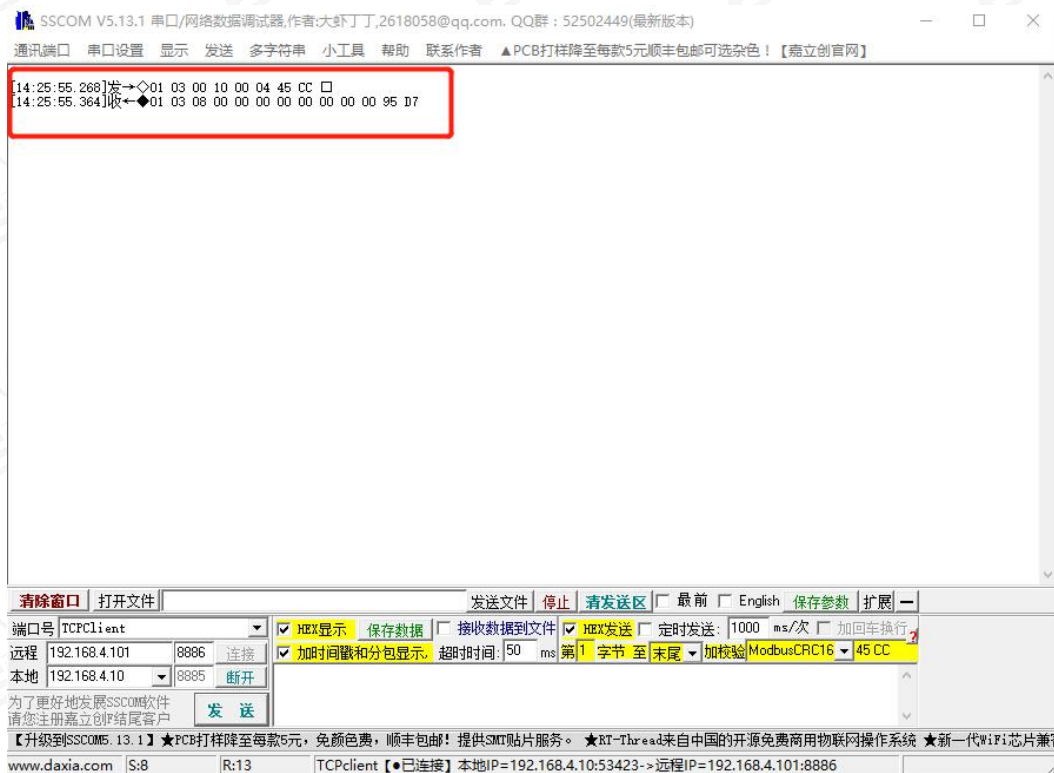 SSCOM V5.13.1 串口/网络数据调试器,作者:大虾丁丁,2618058@qq.com. QQ群：52502449(最新版本)
通讯端口 串口设置 显示 发送 多字符串 小工具 帮助 联系作者 ▲PCB打样降至每款5元顺丰包邮可选杂色！【嘉立创官网】
[14:25:55.268]发→◇01 03 00 10 00 04 45 CC □
[14:25:55.364]收←◆01 03 08 00 00 00 00 00 00 00 00 95 D7
清除窗口 打开文件 发送文件 停止 清发送区 最前 English 保存参数 扩展 —
端口号 TCPClient HEX显示 保存数据 接收数据到文件 HEX发送 定时发送: 1000 ms/次 加回车换行 ?
远程 192.168.4.101 8886 连接 加时间戳和分包显示, 超时时间: 50 ms 第 1 字节 至 末尾 加校验 ModbusCRC16 45 CC
本地 192.168.4.10 8885 断开
为了更好地发展SSCOM软件
请您注册嘉立创F结尾客户
发 送
【升级到SSCOM5.13.1】★PCB打样降至每款5元，免颜色费，顺丰包邮！提供SMT贴片服务。 ★RT-Thread来自中国的开源免费商用物联网操作系统 ★新一代WiFi芯片兼容
www.daxia.com S:8 R:13 TCPclient【●已连接】本地IP=192.168.4.10:53423->远程IP=192.168.4.101:8886